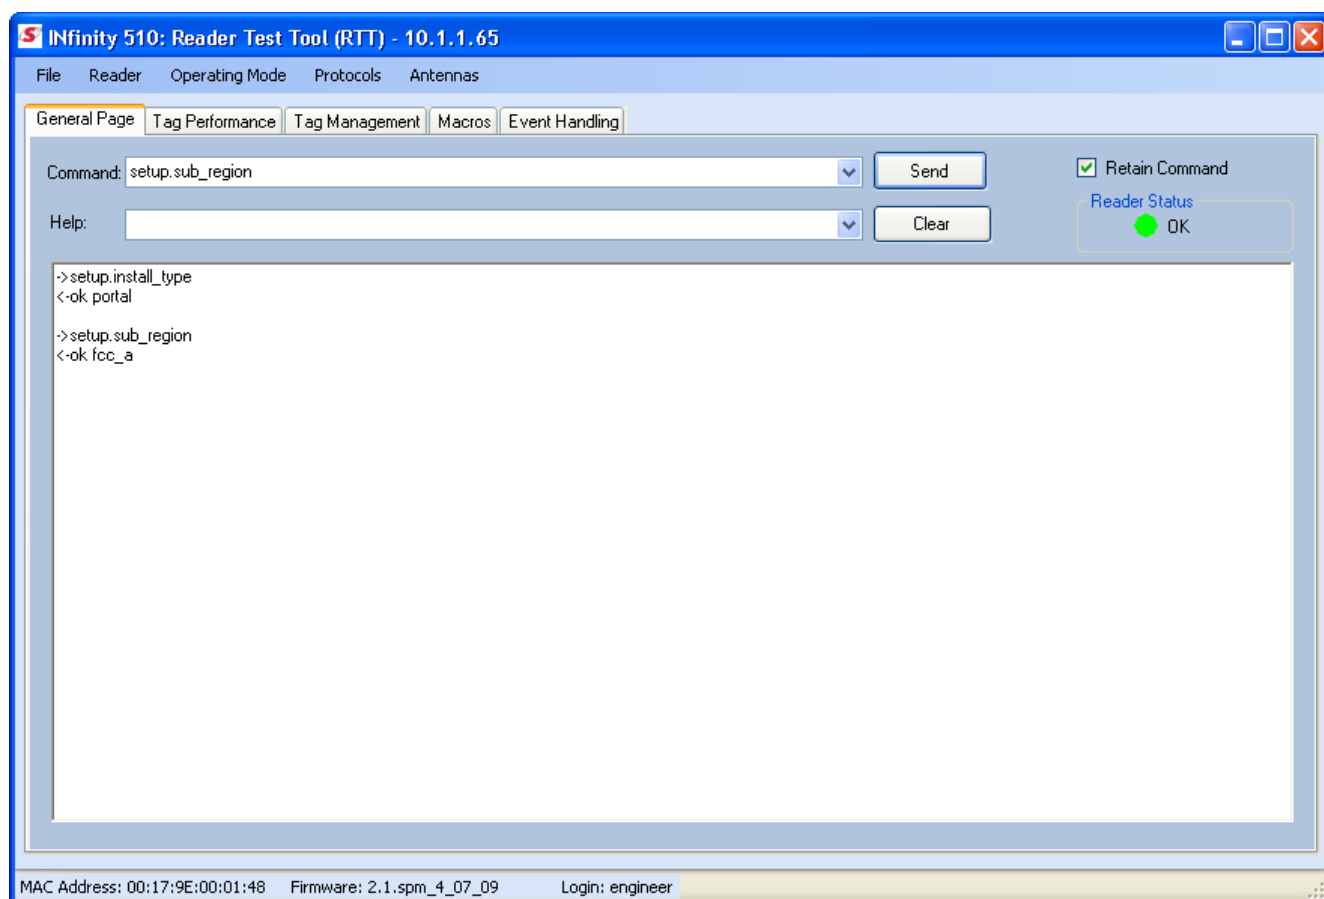 INfinity 510: Reader Test Tool (RTT) - 10.1.1.65
File Reader Operating Mode Protocols Antennas
General Page Tag Performance Tag Management Macros Event Handling
Command: setup.sub_region Send Retain Command
Reader Status
Help: Clear OK
->setup.install_type
<-ok portal
->setup.sub_region
<-ok fcc_a
MAC Address: 00:17:9E:00:01:48 Firmware: 2.1.spm_4_07_09 Login: engineer